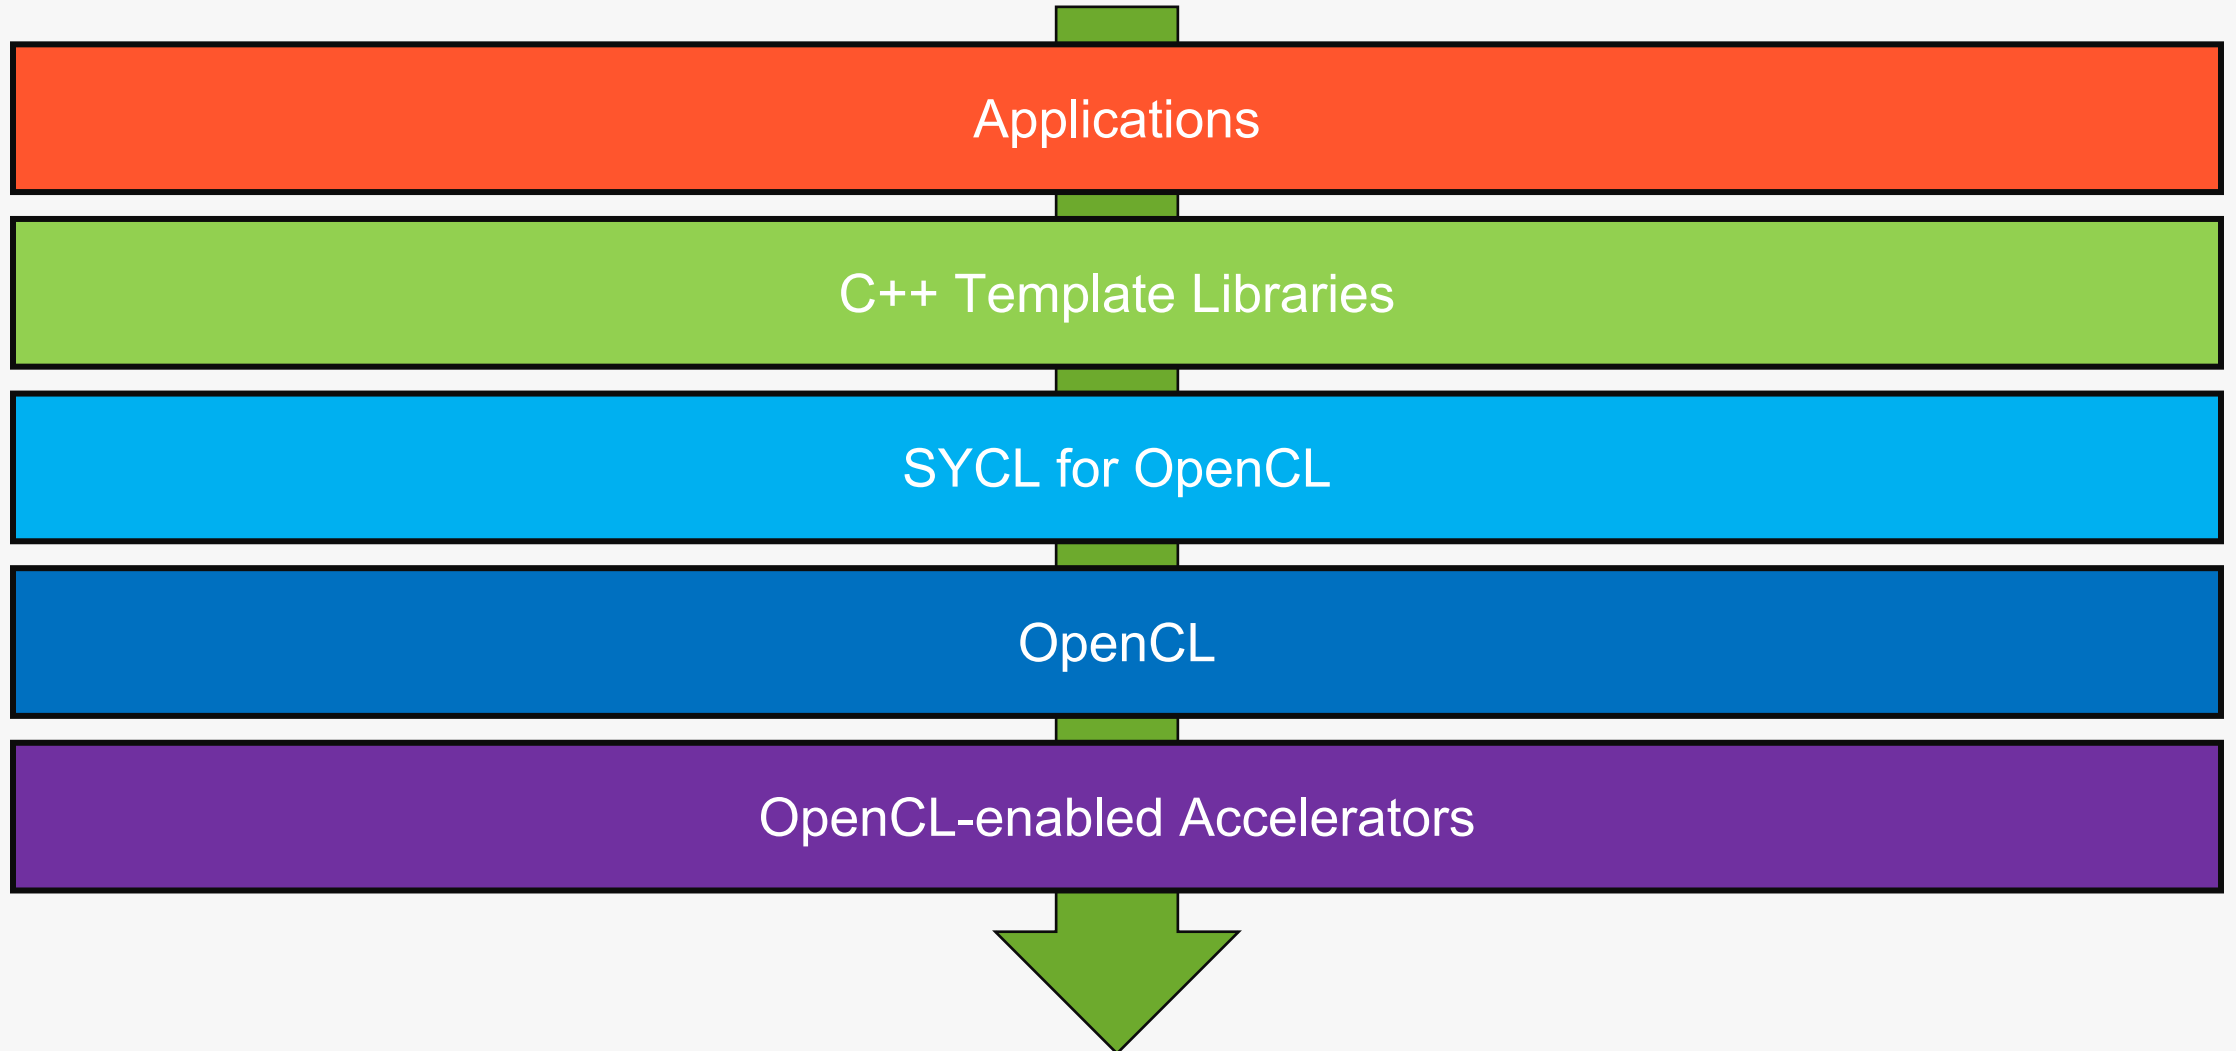 Applications
C++ Template Libraries
SYCL for OpenCL
OpenCL
OpenCL-enabled Accelerators